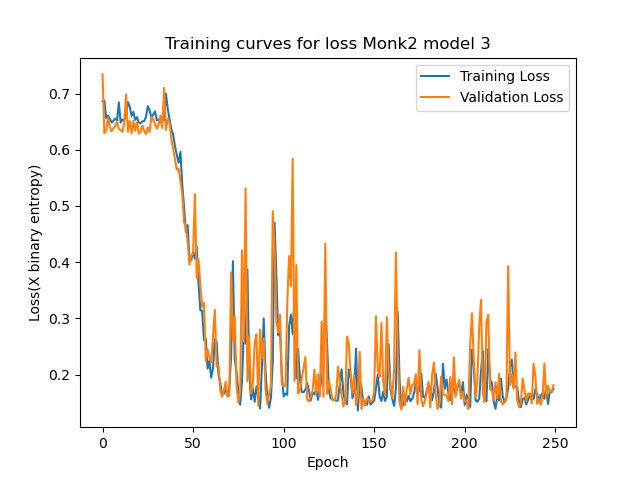 Training curves for loss Monk2 model 3
Training Loss
Validation Loss
Loss(X binary entropy)
0.7
0.6
0.5
0.4
0.3
0.2
0
50
100
150
200
250
Epoch